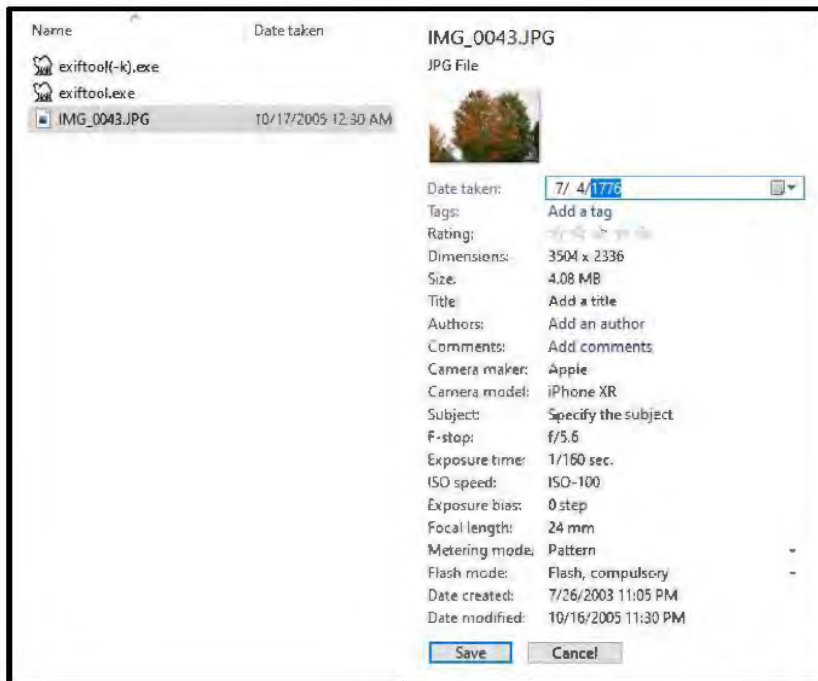 Name Date taken
exiftool(-k).exe
exiftool.exe
IMG_0043.JPG 10/17/2005 12:30 AM
IMG_0043.JPG
JPG File
Date taken: 7/ 4/1776
Tags: Add a tag
Rating:
Dimensions: 3504 x 2336
Size: 4.08 MB
Title Add a title
Authors: Add an author
Comments: Add comments
Camera maker: Apple
Camera model: iPhone XR
Subject: Specify the subject
F-stop: f/5.6
Exposure time: 1/160 sec.
ISO speed: ISO-100
Exposure bias: 0 step
Focal length: 24 mm
Metering mode: Pattern
Flash mode: Flash, compulsory
Date created: 7/26/2003 11:05 PM
Date modified: 10/16/2005 11:30 PM
Save Cancel